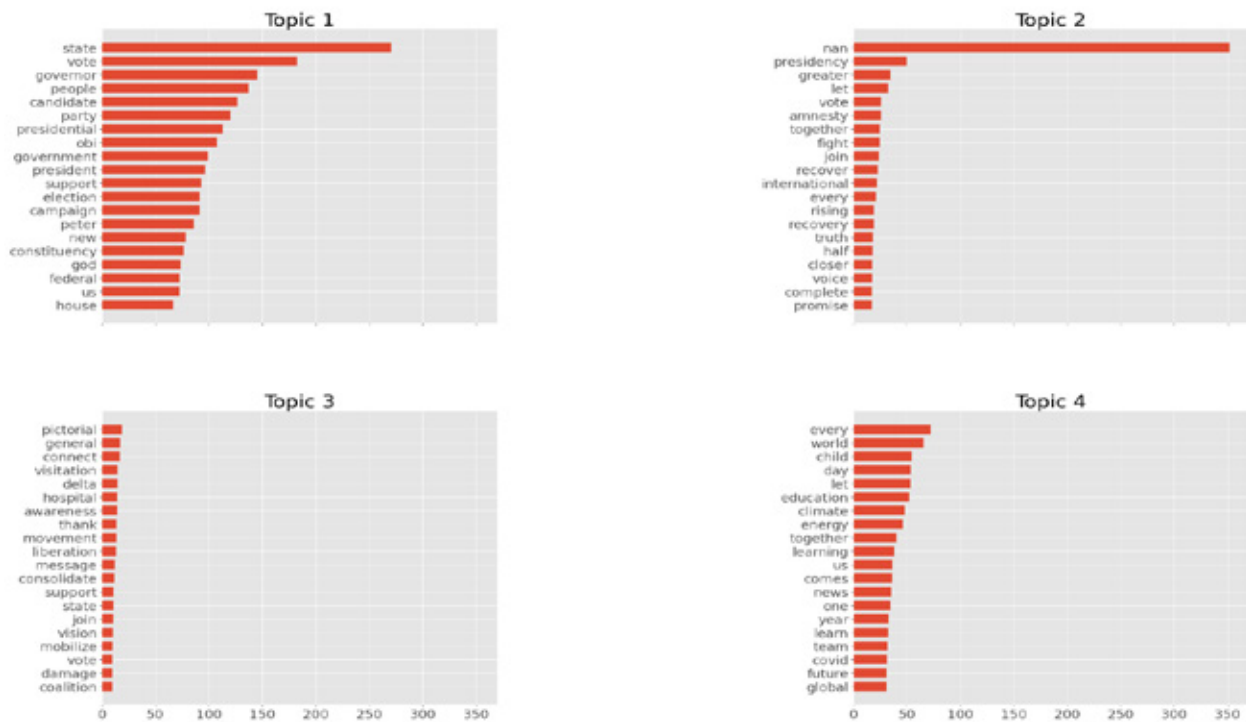 Topic 1
state
vote
governor
people
candidate
party
presidential
obi
government
president
support
election
campaign
peter
new
constituency
god
federal
us
house
Topic 2
nan
presidency
greater
let
vote
amnesty
together
fight
join
recover
international
every
rising
recovery
truth
half
closer
voice
complete
promise
Topic 3
pictorial
general
connect
visitation
delta
hospital
awareness
thank
movement
liberation
message
consolidate
support
state
join
vision
mobilize
vote
damage
coalition
0 50 100 150 200 250 300 350
Topic 4
every
world
child
day
let
education
climate
energy
together
learning
us
comes
news
one
year
learn
team
covid
future
global
0 50 100 150 200 250 300 350